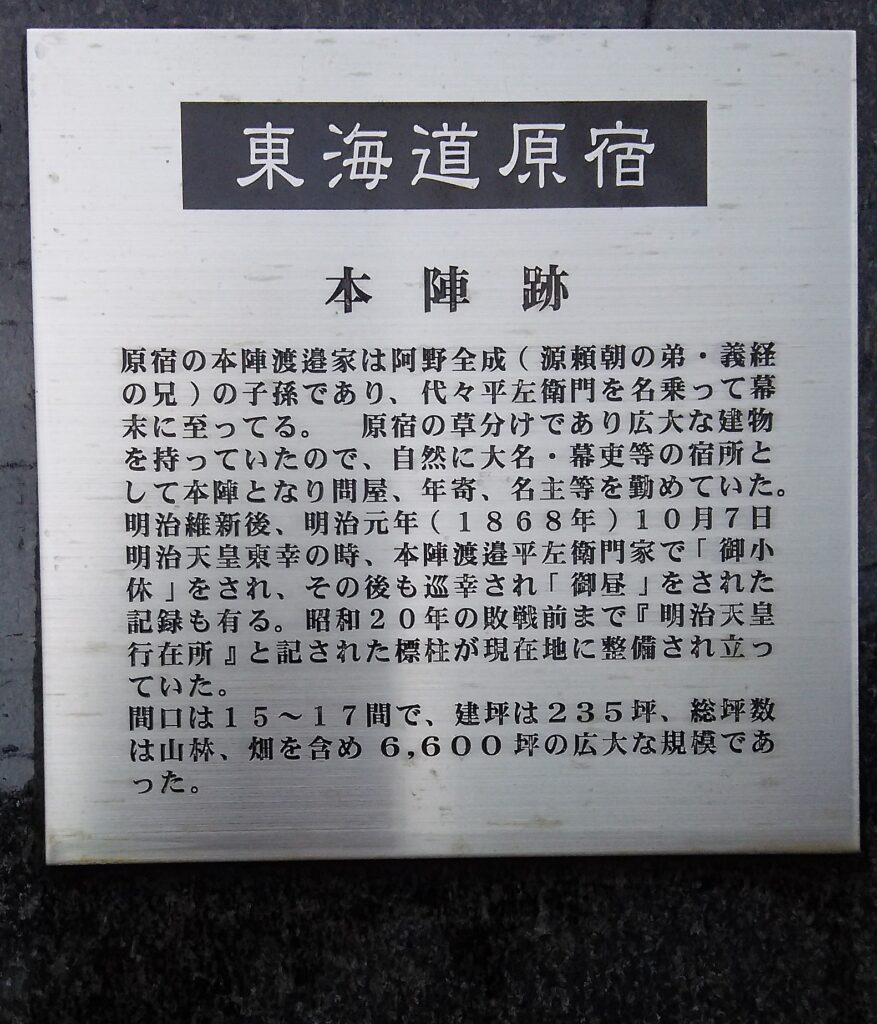 東海道原宿
本陣跡
原宿の本陣渡邉家は阿野全成（源頼朝の弟・義経
の兄）の子孫であり、代々平左衛門を名乗って幕
末に至ってる。　原宿の草分けであり広大な建物
を持っていたので、自然に大名・幕吏等の宿所と
して本陣となり問屋、年寄、名主等を勤めていた。
明治維新後、明治元年（１８６８年）１０月７日
明治天皇東幸の時、本陣渡邉平左衛門家で「御小
休」をされ、その後も巡幸され「御昼」をされた
記録も有る。昭和２０年の敗戦前まで『明治天皇
行在所』と記された標柱が現在地に整備され立っ
ていた。
間口は１５～１７間で、建坪は２３５坪、総坪数
は山林、畑を含め ６,６００坪の広大な規模であ
った。